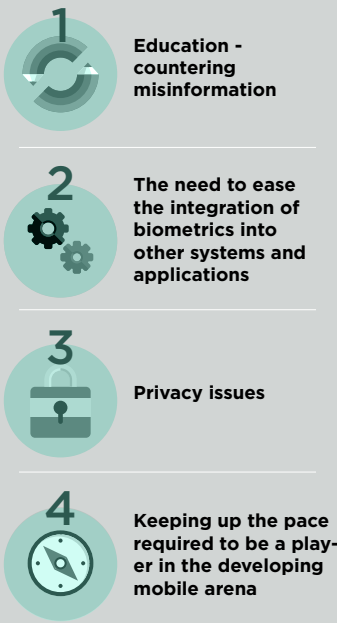 1
Education -
countering
misinformation
2
The need to ease
the integration of
biometrics into
other systems and
applications
3
Privacy issues
4
Keeping up the pace
required to be a play-
er in the developing
mobile arena